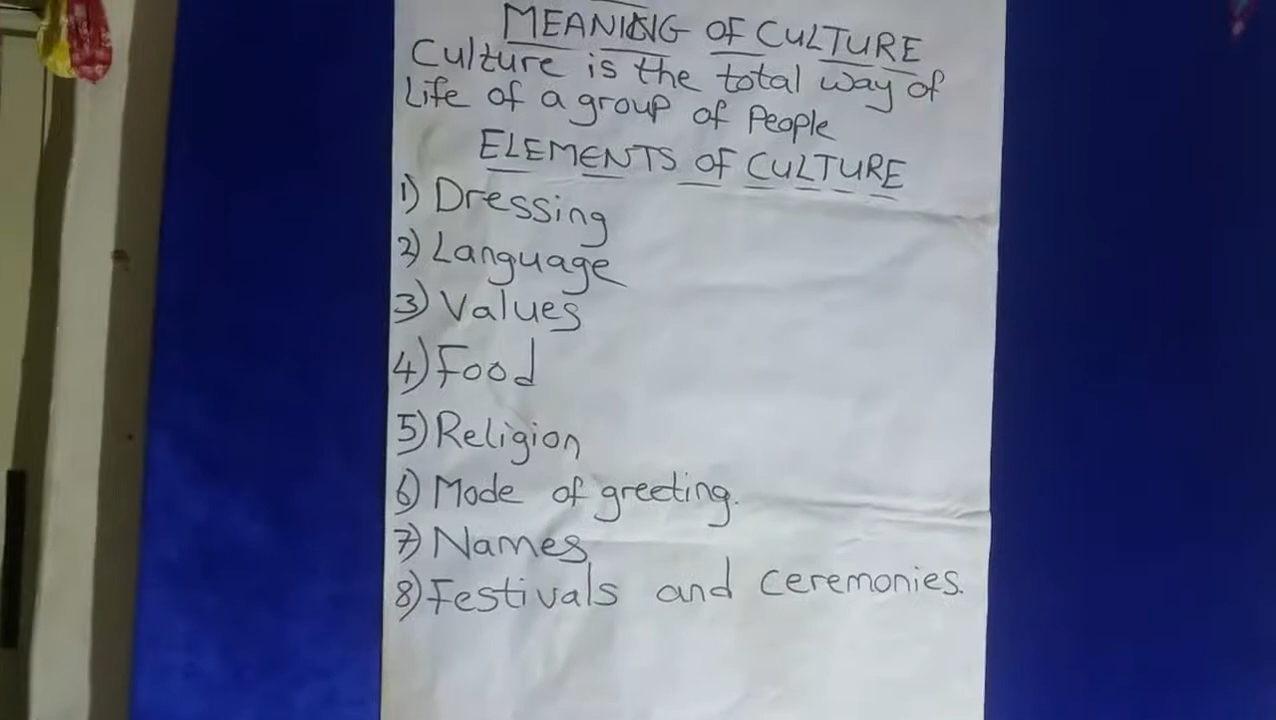 MEANING OF CULTURE
Culture is the total way of
Life of a group of People
ELEMENTS OF CULTURE
1) Dressing
2) Language
3) Values
4) Food
5) Religion
6) Mode of greeting.
7) Names
8) Festivals and ceremonies.